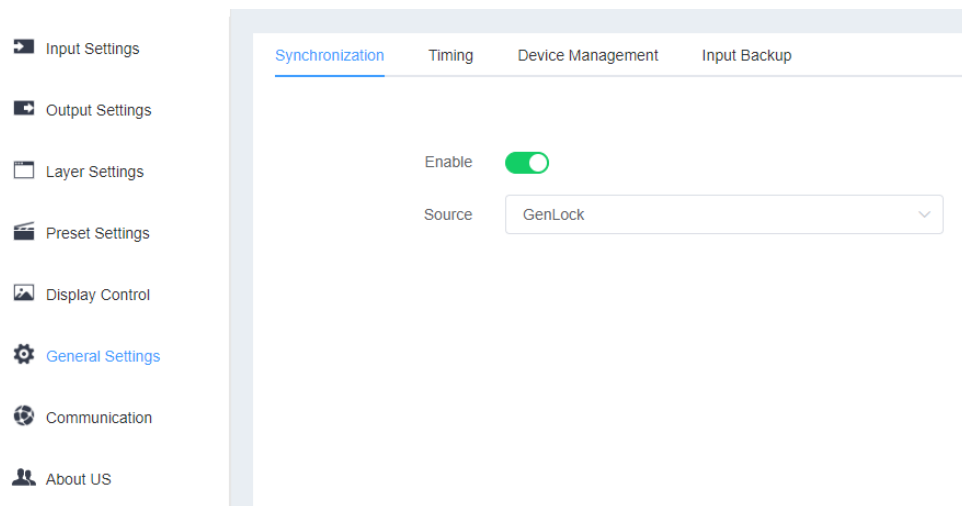 Input Settings
Output Settings
Layer Settings
Preset Settings
Display Control
General Settings
Communication
About US
Synchronization Timing Device Management Input Backup
Enable
Source GenLock